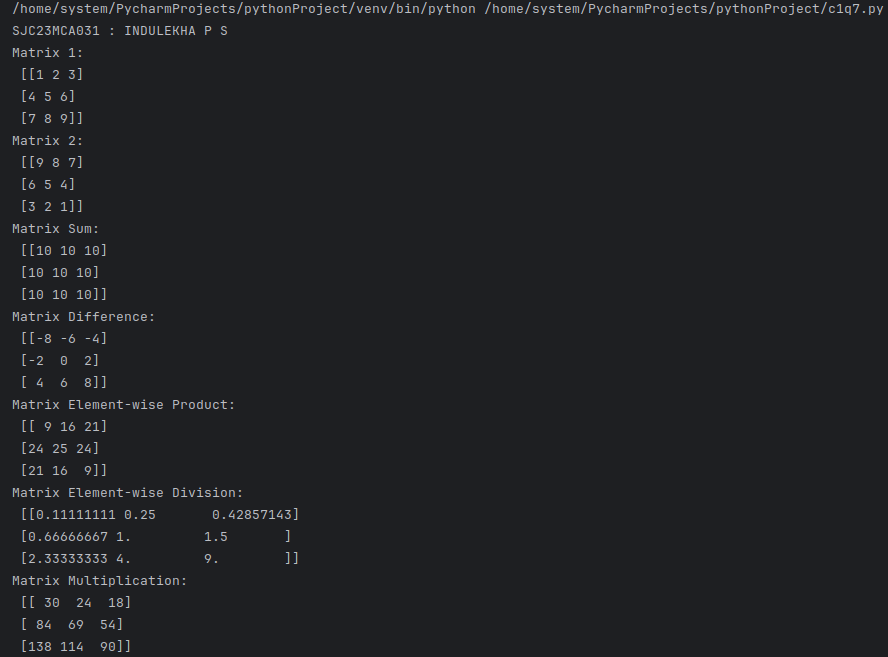 /home/system/PycharmProjects/pythonProject/venv/bin/python /home/system/PycharmProjects/pythonProject/c1q7.py
SJC23MCA031 : INDULEKHA P S
Matrix 1:
 [[1 2 3]
 [4 5 6]
 [7 8 9]]
Matrix 2:
 [[9 8 7]
 [6 5 4]
 [3 2 1]]
Matrix Sum:
 [[10 10 10]
 [10 10 10]
 [10 10 10]]
Matrix Difference:
 [[-8 -6 -4]
 [-2  0  2]
 [ 4  6  8]]
Matrix Element-wise Product:
 [[ 9 16 21]
 [24 25 24]
 [21 16  9]]
Matrix Element-wise Division:
 [[0.11111111 0.25       0.42857143]
 [0.66666667 1.         1.5       ]
 [2.33333333 4.         9.        ]]
Matrix Multiplication:
 [[ 30  24  18]
 [ 84  69  54]
 [138 114  90]]